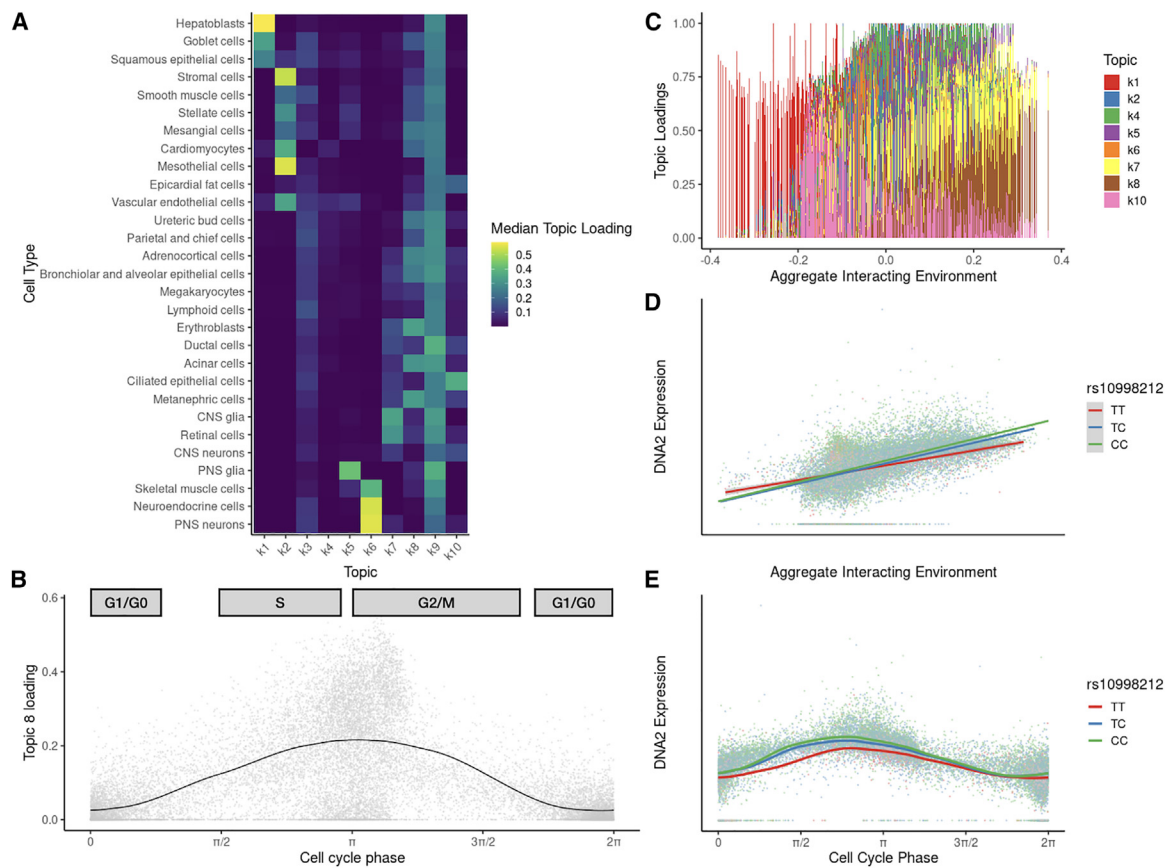 A
Hepatoblasts
Goblet cells
Squamous epithelial cells
Stromal cells
Smooth muscle cells
Stellate cells
Mesangial cells
Cardiomyocytes
Mesothelial cells
Epicardial fat cells
Vascular endothelial cells
Ureteric bud cells
Parietal and chief cells
Adrenocortical cells
Bronchiolar and alveolar epithelial cells
Megakaryocytes
Lymphoid cells
Erythroblasts
Ductal cells
Acinar cells
Ciliated epithelial cells
Metanephric cells
CNS glia
Retinal cells
CNS neurons
PNS glia
Skeletal muscle cells
Neuroendocrine cells
PNS neurons
Cell Type
k1 k2 k3 k4 k5 k6 k7 k8 k9 k10
Topic
Median Topic Loading
0.5
0.4
0.3
0.2
0.1
B
G1/G0 S G2/M G1/G0
0.6
0.4
0.2
0.0
Topic 8 loading
0 π/2 π 3π/2 2π
Cell cycle phase
C
1.00
0.75
0.50
0.25
0.00
Topic Loadings
-0.4 -0.2 0.0 0.2 0.4
Aggregate Interacting Environment
Topic
k1
k2
k4
k5
k6
k7
k8
k10
D
DNA2 Expression
Aggregate Interacting Environment
rs10998212
TT
TC
CC
E
DNA2 Expression
0 π/2 π 3π/2 2π
Cell Cycle Phase
rs10998212
TT
TC
CC